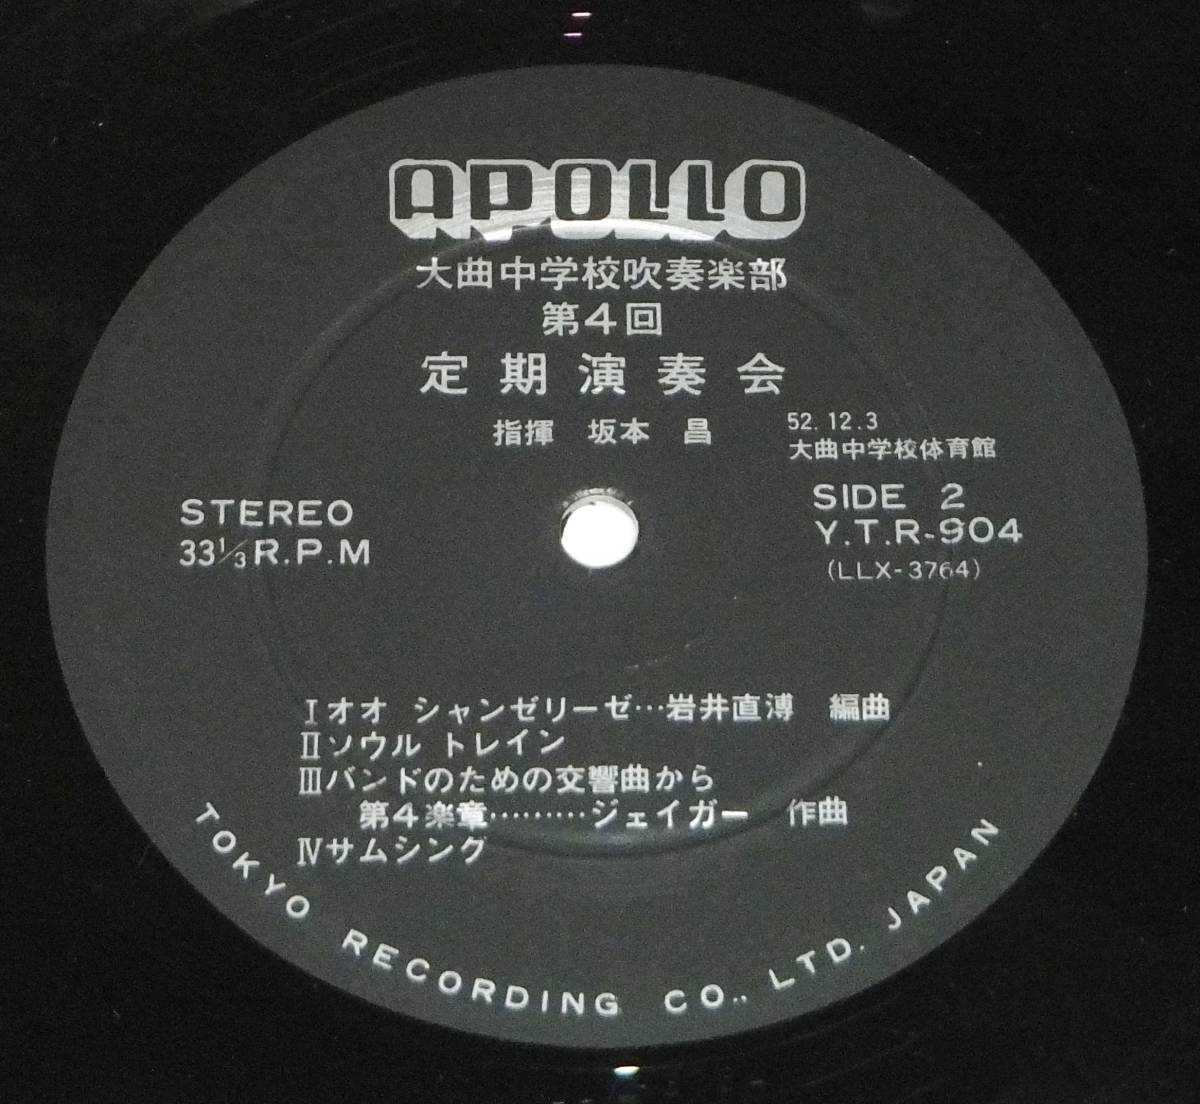 APOLLO
大曲中学校吹奏楽部
第4回
定期演奏会
指揮 坂本 昌
52.12.3
大曲中学校体育館
STEREO
33⅓ R.P.M
SIDE 2
Y.T.R-904
(LLX-3764)
Ⅰオオ シャンゼリーゼ…岩井直溥 編曲
Ⅱソウル トレイン
Ⅲバンドのための交響曲から
第4楽章………ジェイガー 作曲
Ⅳサムシング
TOKYO RECORDING CO., LTD. JAPAN